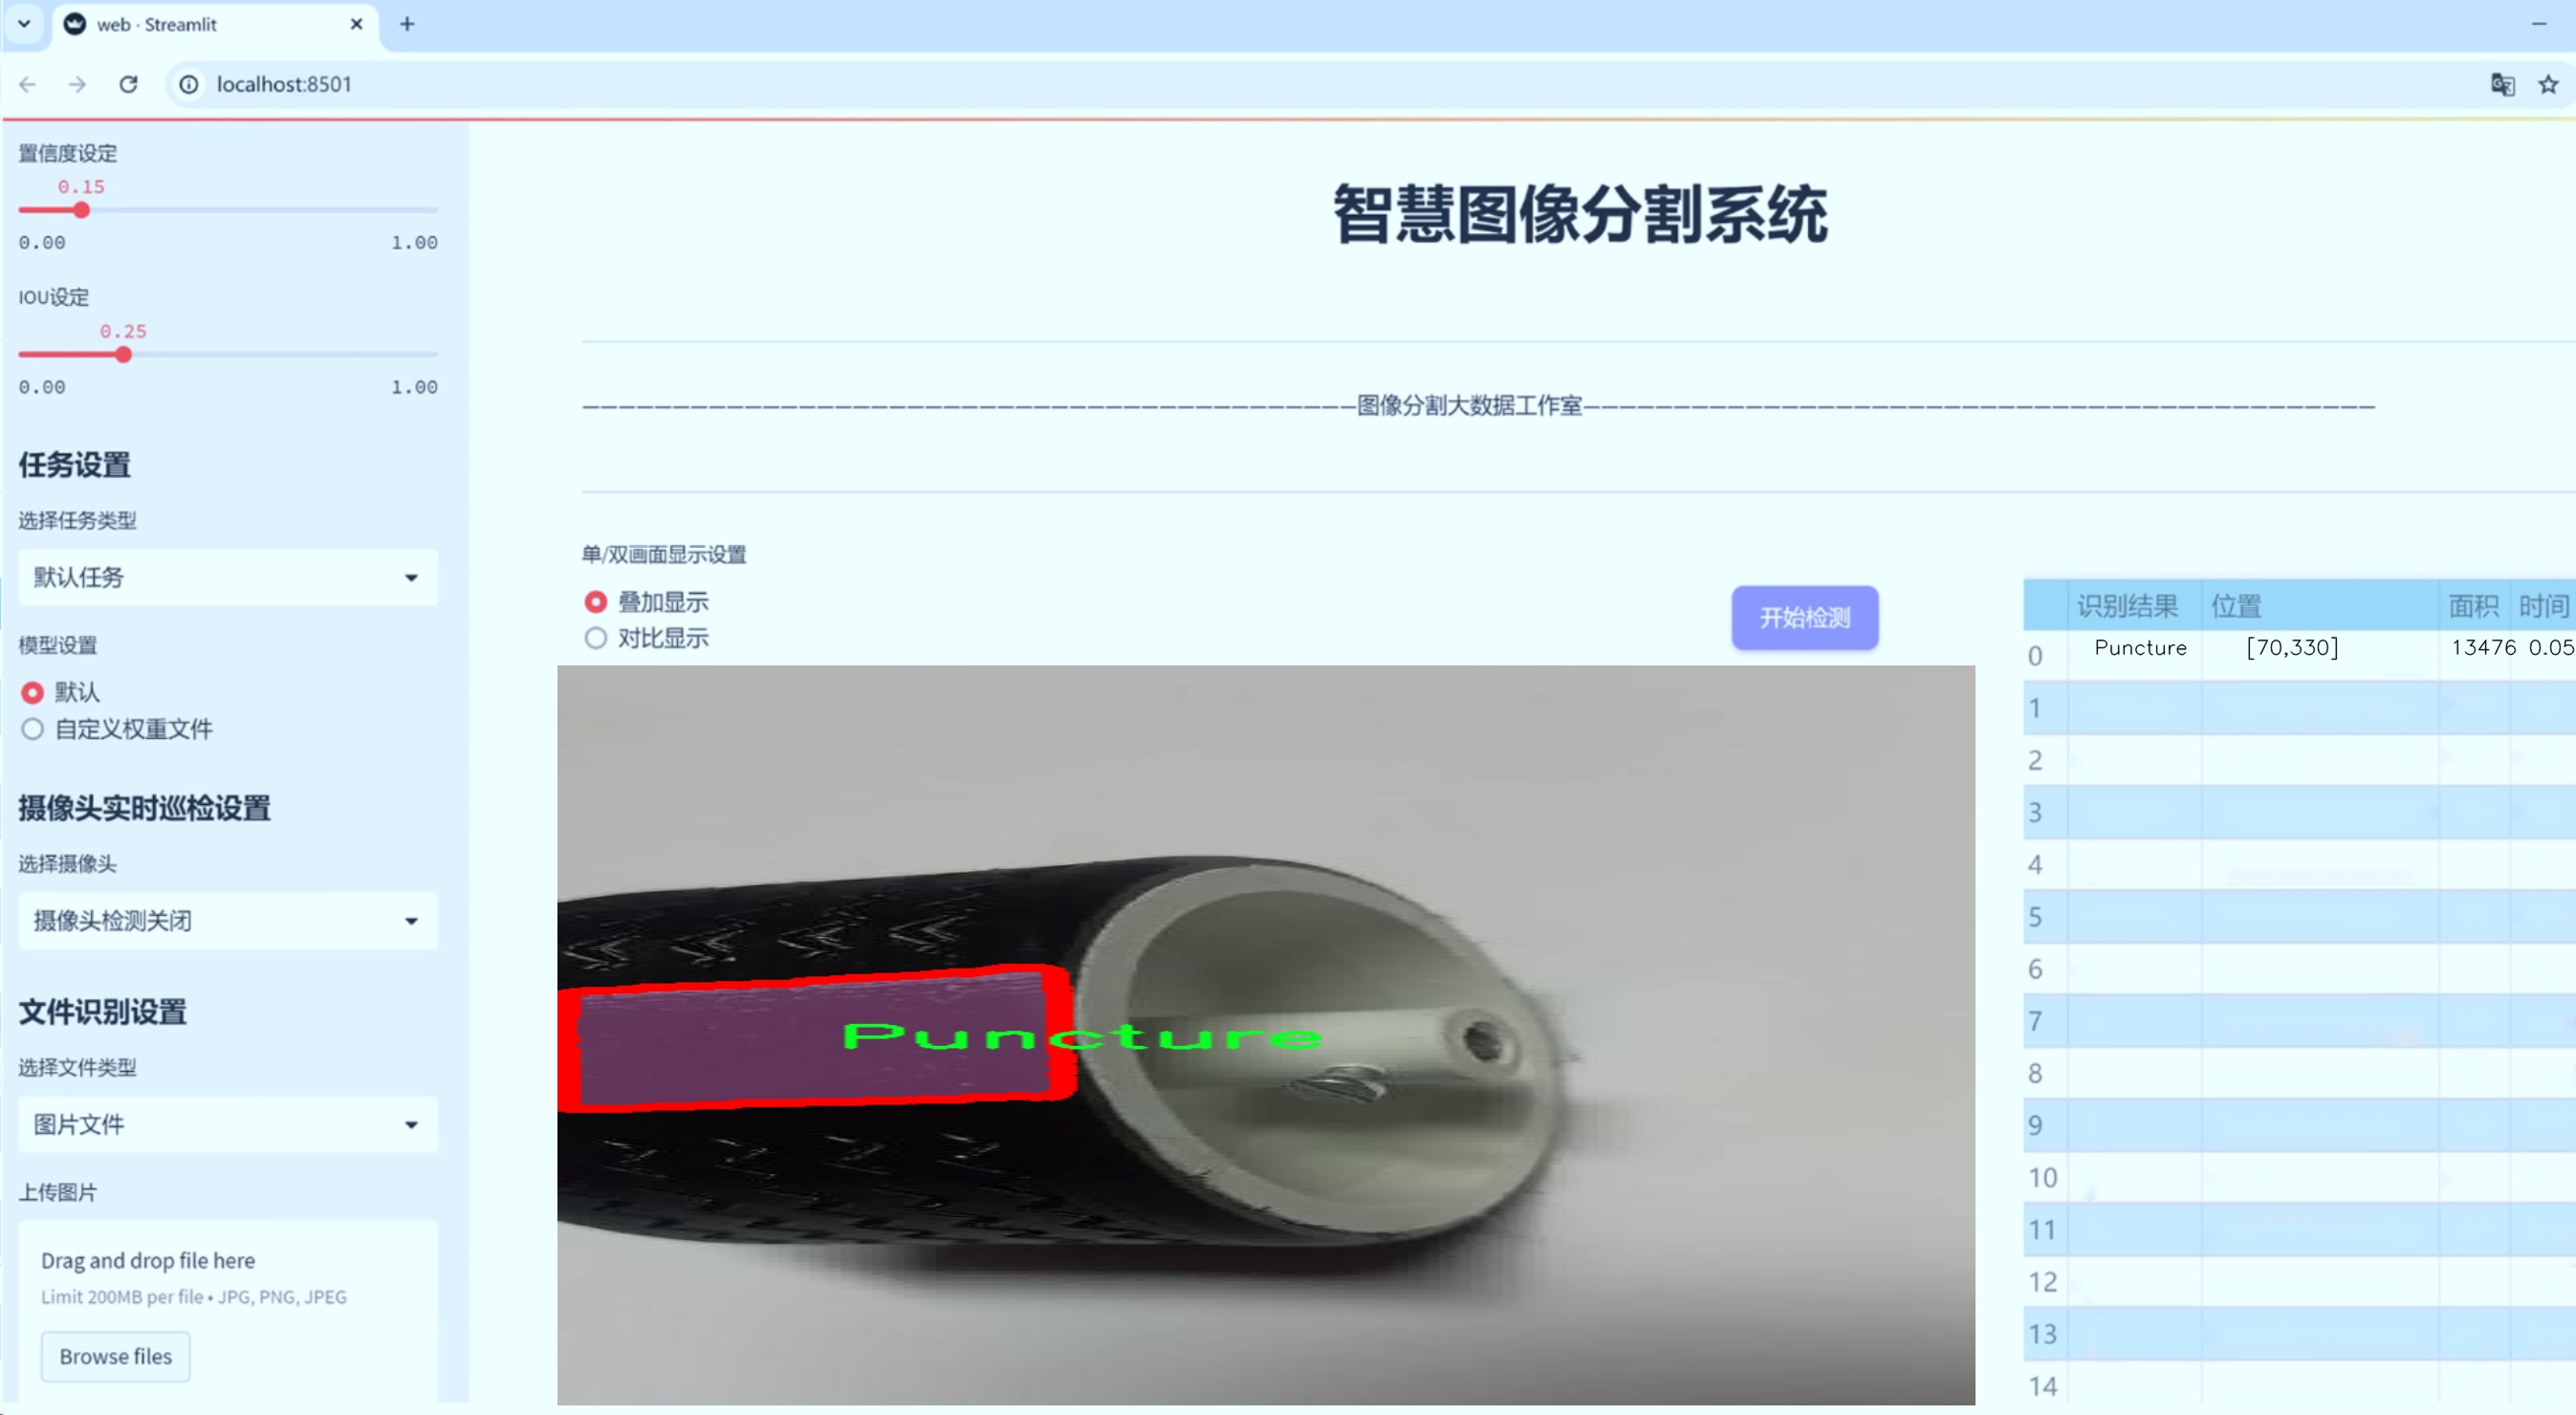 web · Streamlit
localhost:8501
置信度设定
0.15
0.00 1.00
IOU设定
0.25
0.00 1.00
任务设置
选择任务类型
默认任务
模型设置
默认
自定义权重文件
摄像头实时巡检设置
选择摄像头
摄像头检测关闭
文件识别设置
选择文件类型
图片文件
上传图片
Drag and drop file here
Limit 200MB per file • JPG, PNG, JPEG
Browse files
智慧图像分割系统
———————————————————————————————————————————图像分割大数据工作室————————————————————————————————————————————
单/双画面显示设置
叠加显示
对比显示
开始检测
Puncture
识别结果 位置 面积 时间
0 Puncture [70,330] 13476 0.05
1
2
3
4
5
6
7
8
9
10
11
12
13
14